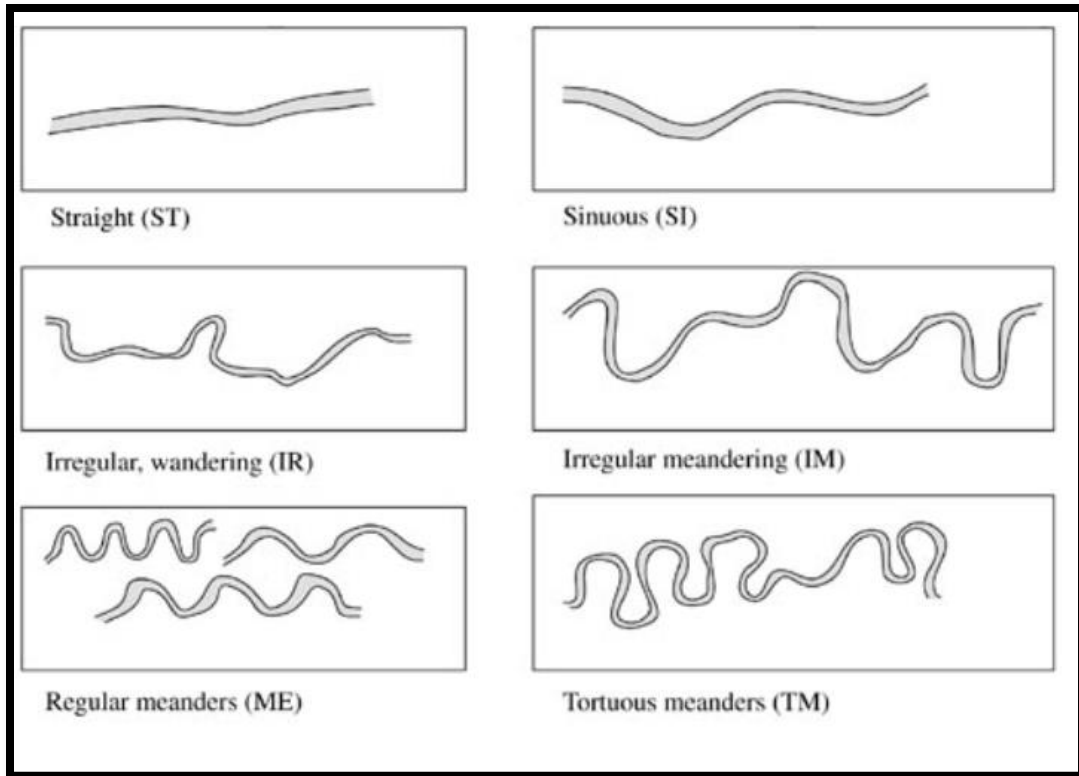 Straight (ST)
Sinuous (SI)
Irregular, wandering (IR)
Irregular meandering (IM)
Regular meanders (ME)
Tortuous meanders (TM)